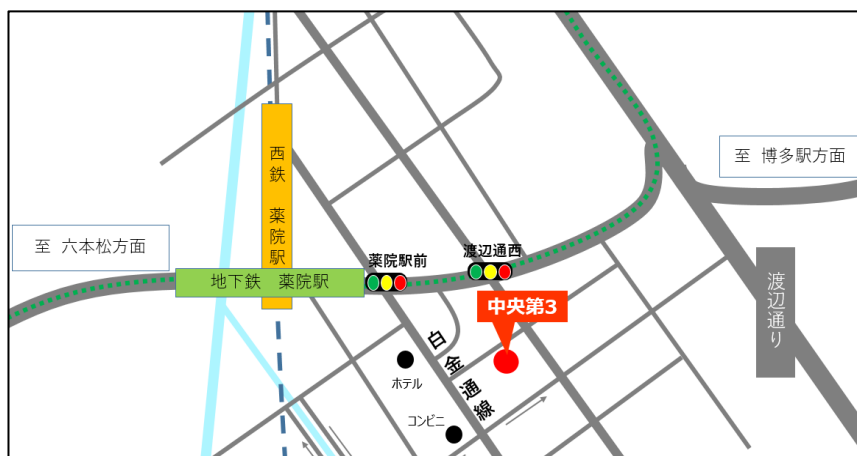 至 博多駅方面
西鉄 薬院駅
至 六本松方面
薬院駅前
渡辺通西
地下鉄 薬院駅
渡辺通り
中央第3
白金通線
ホテル
コンビニ